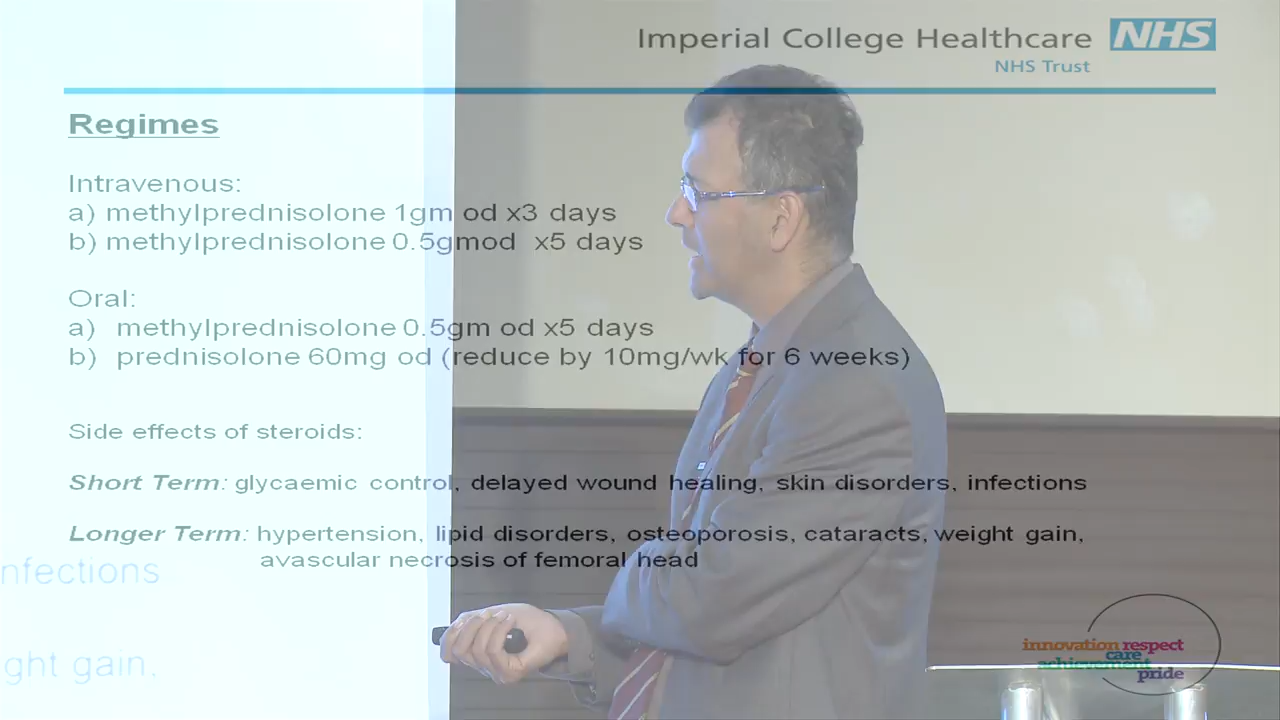 Imperial College Healthcare NHS
NHS Trust
Regimes
Intravenous:
a) methylprednisolone 1gm od x3 days
b) methylprednisolone 0.5gmod x5 days
Oral:
a) methylprednisolone 0.5gm od x5 days
b) prednisolone 60mg od (reduce by 10mg/wk for 6 weeks)
Side effects of steroids:
Short Term: glycaemic control, delayed wound healing, skin disorders, infections
Longer Term: hypertension, lipid disorders, osteoporosis, cataracts, weight gain,
avascular necrosis of femoral head
nfections
ght gain,
innovation respect
care
achievement
pride